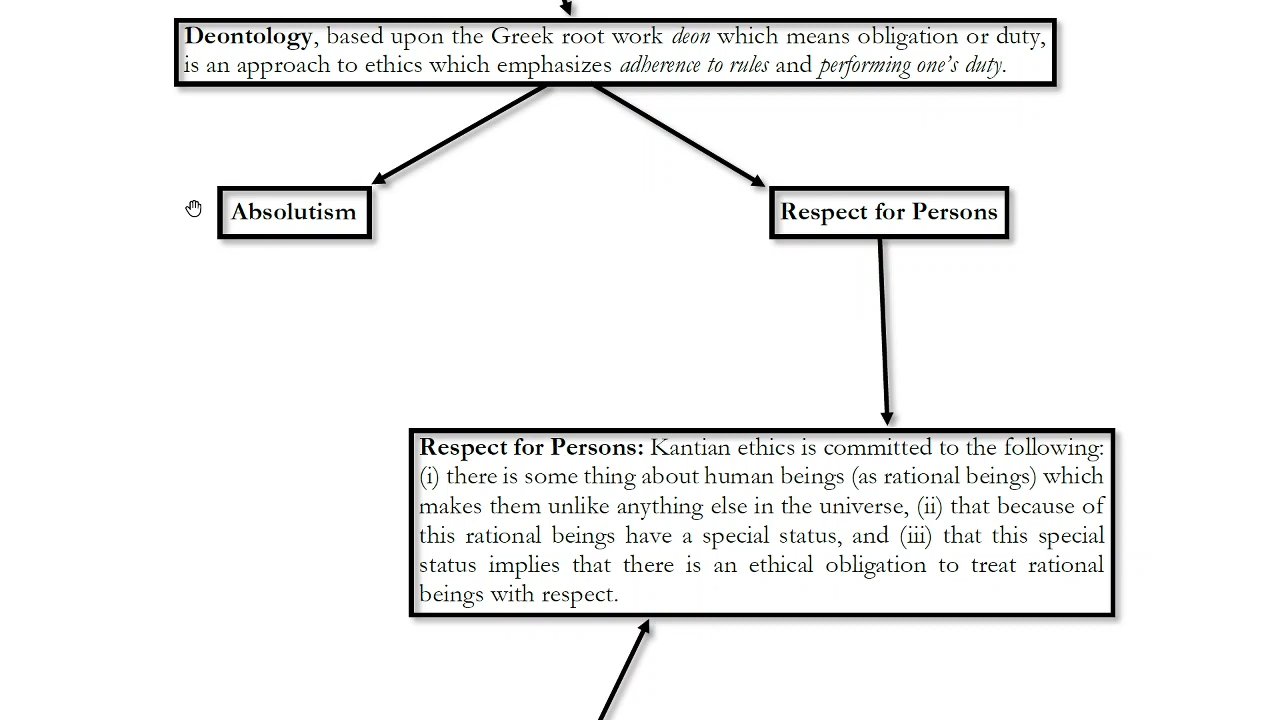 Deontology, based upon the Greek root work deon which means obligation or duty,
is an approach to ethics which emphasizes adherence to rules and performing one's duty.
Absolutism
Respect for Persons
Respect for Persons: Kantian ethics is committed to the following:
(i) there is some thing about human beings (as rational beings) which
makes them unlike anything else in the universe, (ii) that because of
this rational beings have a special status, and (iii) that this special
status implies that there is an ethical obligation to treat rational
beings with respect.